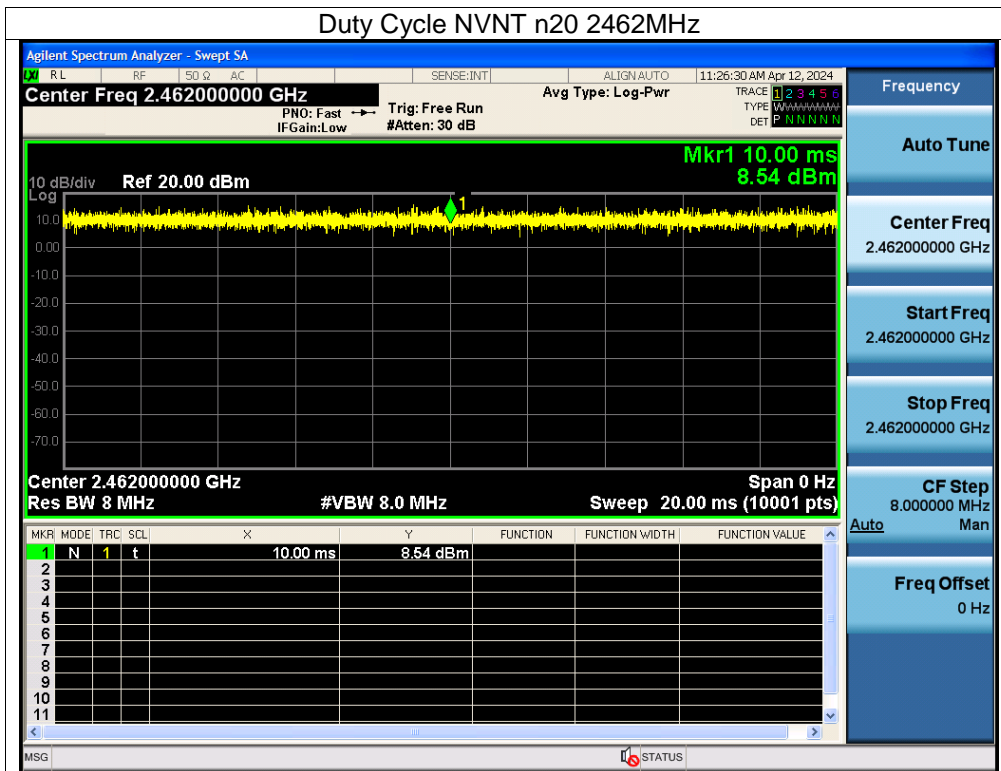 Duty Cycle NVNT n20 2462MHz
Agilent Spectrum Analyzer - Swept SA
LXI RL RF 50 Ω AC SENSE:INT ALIGN AUTO 11:26:30 AM Apr 12, 2024
Center Freq 2.462000000 GHz
PNO: Fast
IFGain:Low
Trig: Free Run
#Atten: 30 dB
Avg Type: Log-Pwr
TRACE 1 2 3 4 5 6
TYPE WWWWWW
DET P N N N N N
Mkr1 10.00 ms
8.54 dBm
10 dB/div Ref 20.00 dBm
Log
1
10.0
0.00
-10.0
-20.0
-30.0
-40.0
-50.0
-60.0
-70.0
Center 2.462000000 GHz Span 0 Hz
Res BW 8 MHz #VBW 8.0 MHz Sweep 20.00 ms (10001 pts)
MKR MODE TRC SCL X Y FUNCTION FUNCTION WIDTH FUNCTION VALUE
1 N 1 t 10.00 ms 8.54 dBm
2
3
4
5
6
7
8
9
10
11
MSG STATUS
Frequency
Auto Tune
Center Freq
2.462000000 GHz
Start Freq
2.462000000 GHz
Stop Freq
2.462000000 GHz
CF Step
8.000000 MHz
Auto Man
Freq Offset
0 Hz